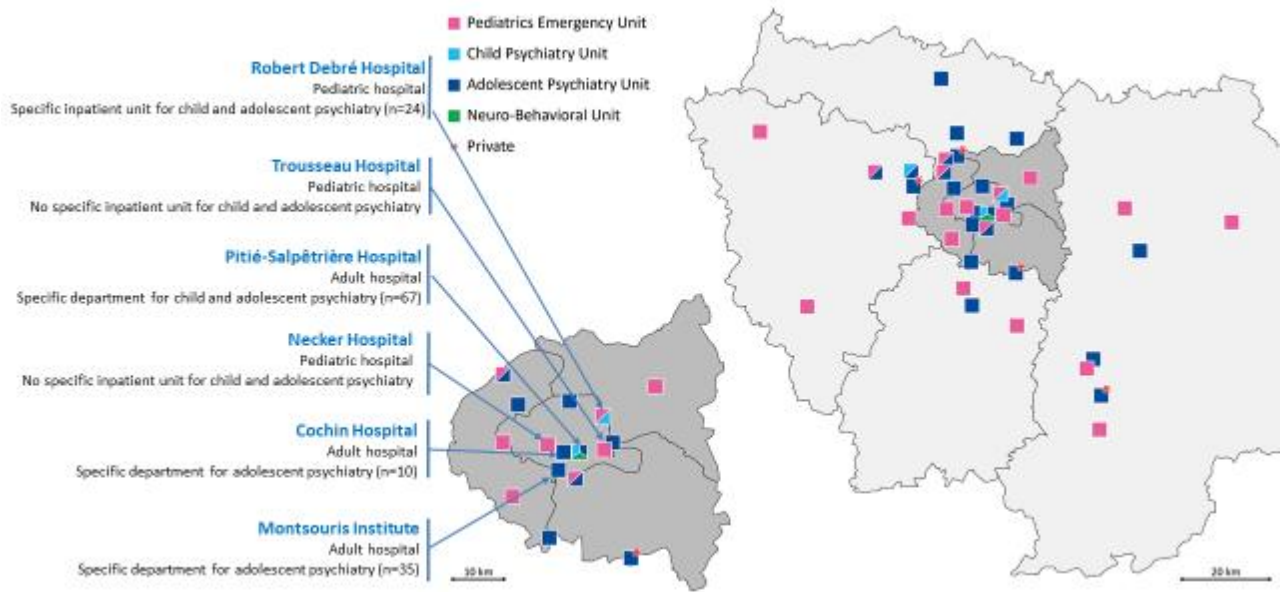 Pediatrics Emergency Unit
Child Psychiatry Unit
Adolescent Psychiatry Unit
Neuro-Behavioral Unit
Private
Robert Debré Hospital
Pediatric hospital
Specific inpatient unit for child and adolescent psychiatry (n=24)
Trousseau Hospital
Pediatric hospital
No specific inpatient unit for child and adolescent psychiatry
Pitié-Salpêtrière Hospital
Adult hospital
Specific department for child and adolescent psychiatry (n=67)
Necker Hospital
Pediatric hospital
No specific inpatient unit for child and adolescent psychiatry
Cochin Hospital
Adult hospital
Specific department for adolescent psychiatry (n=10)
Montsouris Institute
Adult hospital
Specific department for adolescent psychiatry (n=35)
10 km
20 km